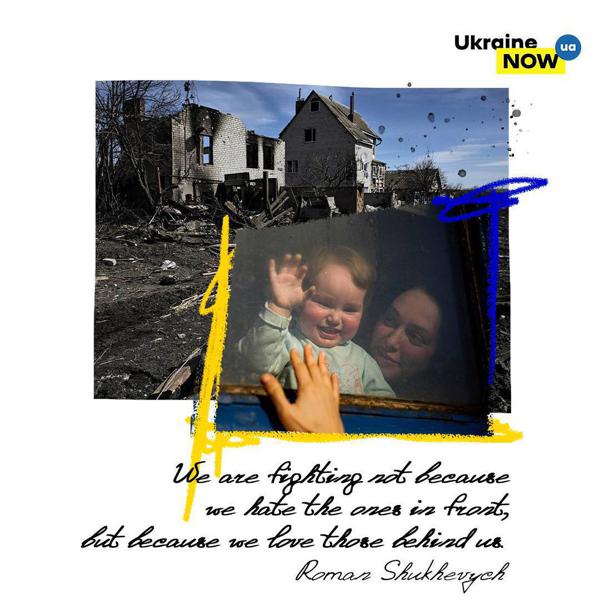 Ukraine
NOW
ua
We are fighting not because
we hate the ones in front,
but because we love those behind us.
Roman Shukhevych